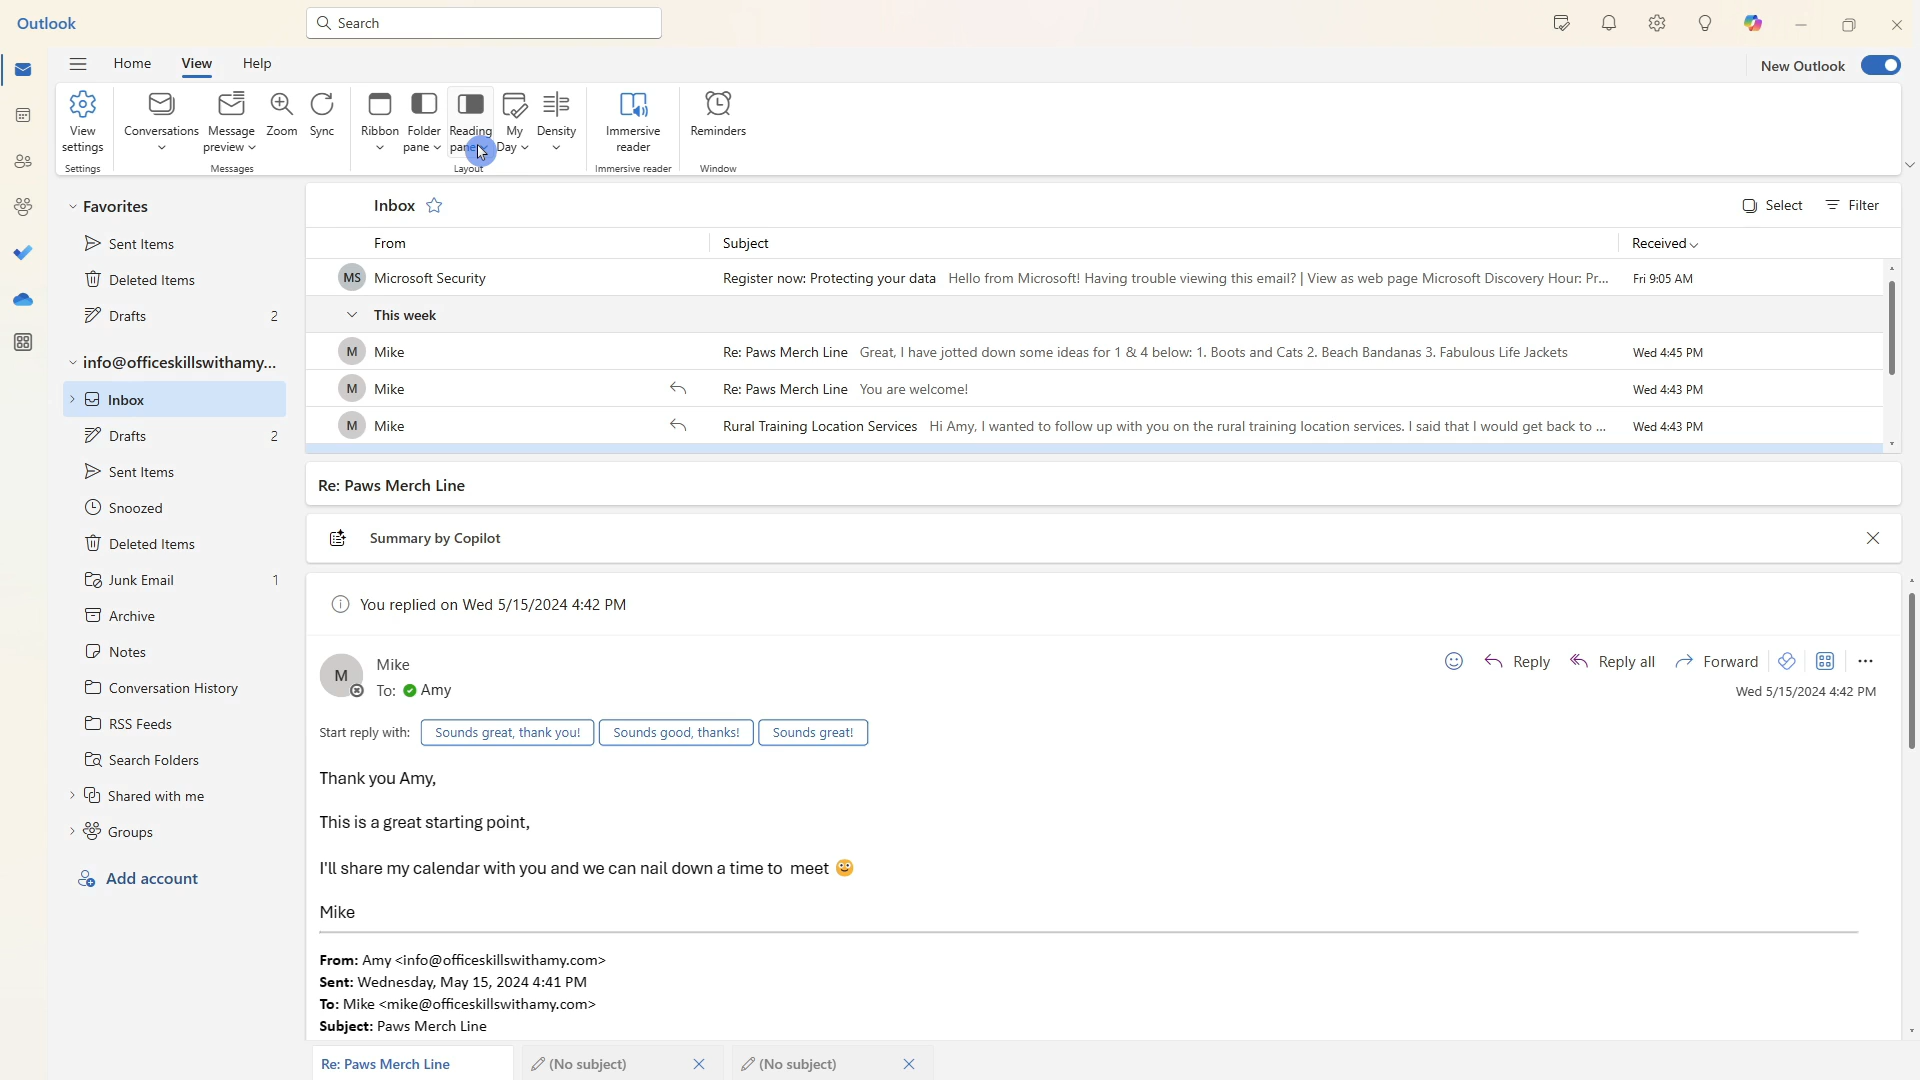 Outlook
Search
Home View Help
New Outlook
View settings
Conversations
Message preview
Zoom
Sync
Ribbon
Folder pane
Reading pane
My Day
Density
Immersive reader
Reminders
Settings Messages Layout Immersive reader Window
Favorites
Sent Items
Deleted Items
Drafts 2
info@officeskillswithamy...
Inbox
Drafts 2
Sent Items
Snoozed
Deleted Items
Junk Email 1
Archive
Notes
Conversation History
RSS Feeds
Search Folders
Shared with me
Groups
Add account
Inbox Select Filter
From Subject Received
MS Microsoft Security Register now: Protecting your data Hello from Microsoft! Having trouble viewing this email? | View as web page Microsoft Discovery Hour: Pr... Fri 9:05 AM
This week
M Mike Re: Paws Merch Line Great, I have jotted down some ideas for 1 & 4 below: 1. Boots and Cats 2. Beach Bandanas 3. Fabulous Life Jackets Wed 4:45 PM
M Mike Re: Paws Merch Line You are welcome! Wed 4:43 PM
M Mike Rural Training Location Services Hi Amy, I wanted to follow up with you on the rural training location services. I said that I would get back to ... Wed 4:43 PM
Re: Paws Merch Line
Summary by Copilot
You replied on Wed 5/15/2024 4:42 PM
M Mike
To: Amy
Reply Reply all Forward
Wed 5/15/2024 4:42 PM
Start reply with: Sounds great, thank you! Sounds good, thanks! Sounds great!
Thank you Amy,
This is a great starting point,
I'll share my calendar with you and we can nail down a time to meet
Mike
From: Amy <info@officeskillswithamy.com>
Sent: Wednesday, May 15, 2024 4:41 PM
To: Mike <mike@officeskillswithamy.com>
Subject: Paws Merch Line
Re: Paws Merch Line (No subject) (No subject)